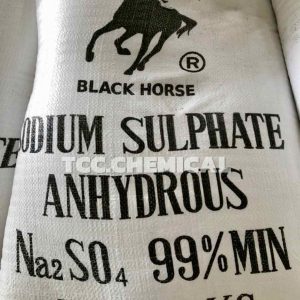 ®
BLACK HORSE
ODIUM SULPHATE
TCC.CHEMICAL
ANHYDROUS
Na2SO4 99%MIN